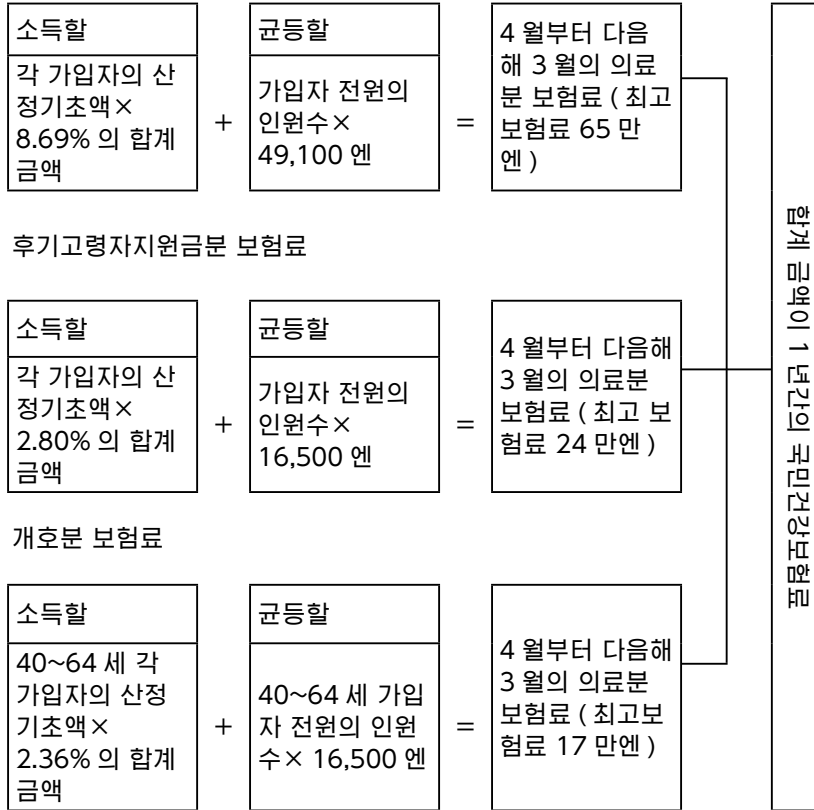 소득할
각 가입자의 산
정기초액×
8.69% 의 합계
금액
+
균등할
가입자 전원의
인원수×
49,100 엔
=
4 월부터 다음
해 3 월의 의료
분 보험료 ( 최고
보험료 65 만
엔 )
후기고령자지원금분 보험료
소득할
각 가입자의 산
정기초액×
2.80% 의 합계
금액
+
균등할
가입자 전원의
인원수×
16,500 엔
=
4 월부터 다음해
3 월의 의료분
보험료 ( 최고 보
험료 24 만엔 )
개호분 보험료
소득할
40~64 세 각
가입자의 산정
기초액×
2.36% 의 합계
금액
+
균등할
40~64 세 가입
자 전원의 인원
수× 16,500 엔
=
4 월부터 다음해
3 월의 의료분
보험료 ( 최고보
험료 17 만엔 )
합계 금액이 1 년간의 국민건강보험료